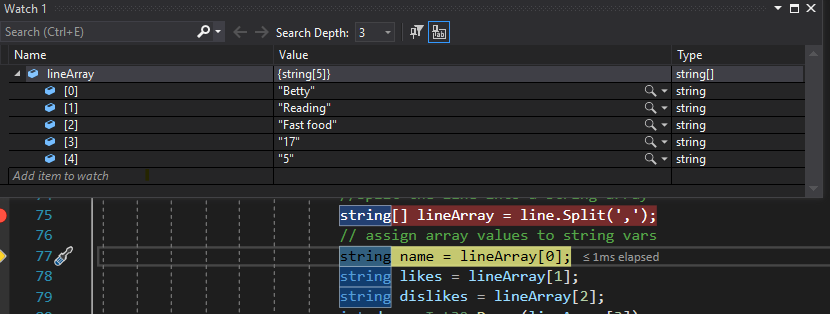 Watch 1
Search (Ctrl+E) Search Depth: 3
Name Value Type
lineArray {string[5]} string[]
[0] "Betty" string
[1] "Reading" string
[2] "Fast food" string
[3] "17" string
[4] "5" string
Add item to watch
75 string[] lineArray = line.Split(',');
76 // assign array values to string vars
77 string name = lineArray[0]; ≤ 1ms elapsed
78 string likes = lineArray[1];
79 string dislikes = lineArray[2];